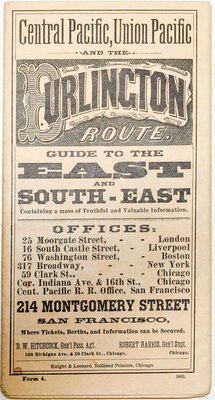 Central Pacific, Union Pacific
AND THE
BURLINGTON
ROUTE.
GUIDE TO THE
EAST
AND
SOUTH-EAST
Containing a mass of Truthful and Valuable Information.
OFFICES:
25 Moorgate Street, - - London
16 South Castle Street, - Liverpool
76 Washington Street, - Boston
317 Broadway, - - New York
59 Clark St., - - - Chicago
Cor. Indiana Ave. & 16th St., Chicago
Cent. Pacific R. R. Office, San Francisco
214 MONTGOMERY STREET
SAN FRANCISCO,
Where Tickets, Berths, and Information can be Secured.
D. W. HITCHCOCK, Gen'l Pass. Agt. ROBERT HARRIS, Gen'l Supt.
100 Michigan Ave. & 59 Clark St., Chicago. Chicago.
Knight & Leonard, Railroad Printers, Chicago.
Form 4.